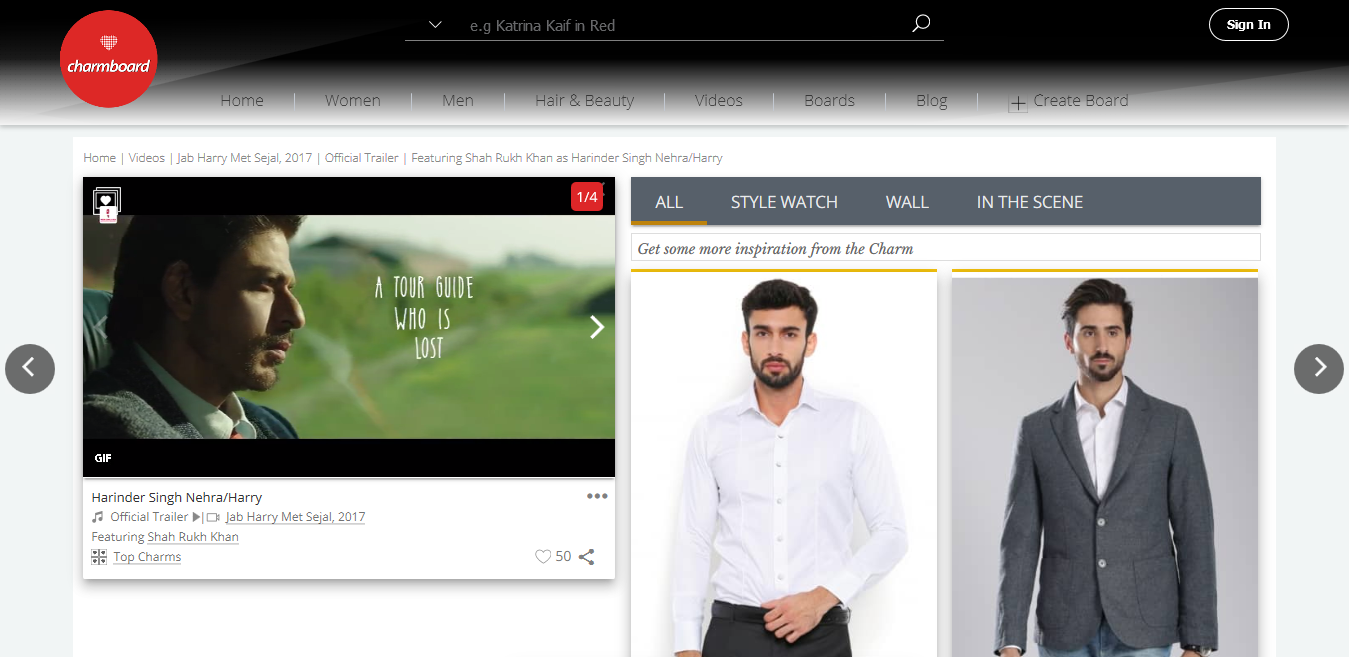 e.g Katrina Kaif in Red
Sign In
charmboard
Home
Women
Men
Hair & Beauty
Videos
Boards
Blog
Create Board
Home | Videos | Jab Harry Met Sejal, 2017 | Official Trailer | Featuring Shah Rukh Khan as Harinder Singh Nehra/Harry
1/4
A TOUR GUIDE
WHO IS
LOST
GIF
Harinder Singh Nehra/Harry
Official Trailer | Jab Harry Met Sejal, 2017
Featuring Shah Rukh Khan
Top Charms
50
ALL
STYLE WATCH
WALL
IN THE SCENE
Get some more inspiration from the Charm